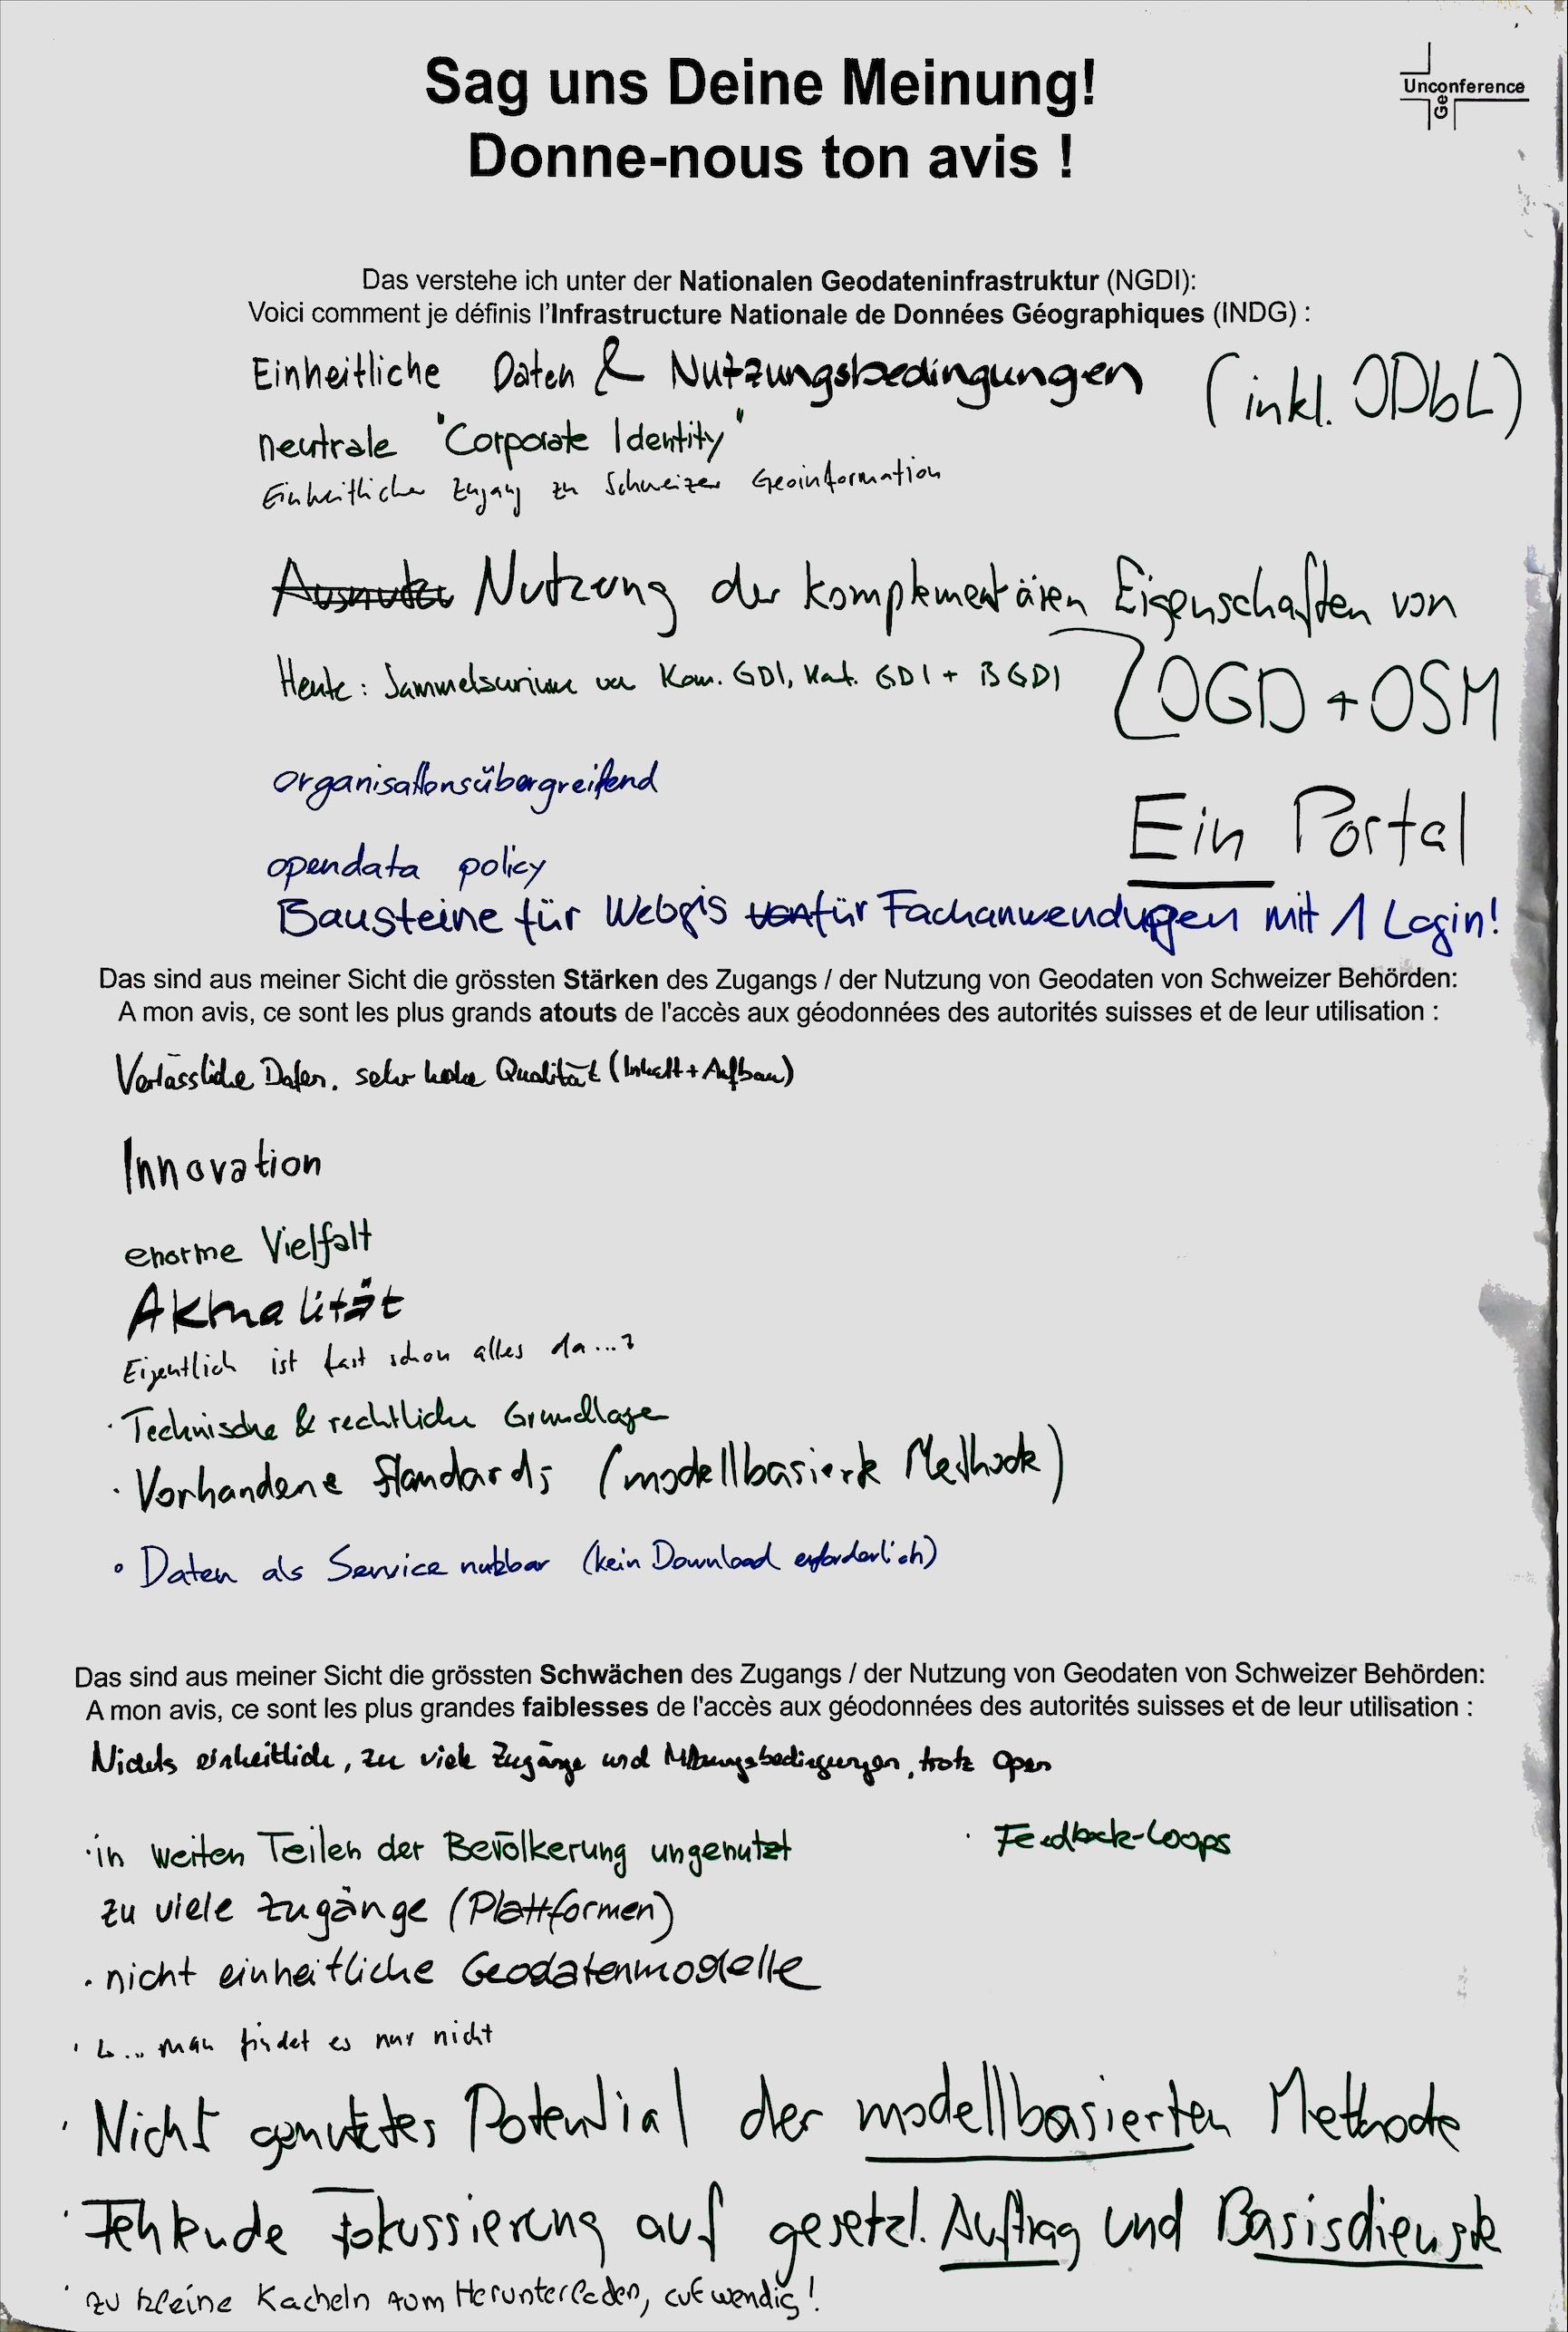 Sag uns Deine Meinung!
Donne-nous ton avis !
Unconference
Geo
Das verstehe ich unter der Nationalen Geodateninfrastruktur (NGDI):
Voici comment je définis l'Infrastructure Nationale de Données Géographiques (INDG) :
Einheitliche Daten & Nutzungsbedingungen (inkl. ODbL)
neutrale "Corporate Identity"
Einheitlicher Zugang zu Schweizer Geoinformation
Nutzung der komplementären Eigenschaften von
OGD + OSM
Heute: Sammelsurium von Kom. GDI, Kat. GDI + BGDI
organisationsübergreifend
Ein Portal
opendata policy
Bausteine für Webgis von für Fachanwendungen mit 1 Login!
Das sind aus meiner Sicht die grössten Stärken des Zugangs / der Nutzung von Geodaten von Schweizer Behörden:
A mon avis, ce sont les plus grands atouts de l'accès aux géodonnées des autorités suisses et de leur utilisation :
Verlässliche Daten. sehr hohe Qualität (Inhalt + Aufbau)
Innovation
enorme Vielfalt
Aktualität
Eigentlich ist fast schon alles da...?
· Technische & rechtliche Grundlage
· Vorhandene Standards (modellbasierte Methode)
° Daten als Service nutzbar (kein Download erforderlich)
Das sind aus meiner Sicht die grössten Schwächen des Zugangs / der Nutzung von Geodaten von Schweizer Behörden:
A mon avis, ce sont les plus grandes faiblesses de l'accès aux géodonnées des autorités suisses et de leur utilisation :
Nichts einheitlich, zu viele Zugänge und Nutzungsbedingungen, trotz Open
· in weiten Teilen der Bevölkerung ungenutzt
· Feedback-Loops
zu viele Zugänge (Plattformen)
· nicht einheitliche Geodatenmodelle
· ↳... man findet es nur nicht
· Nicht genutztes Potential der modellbasierten Methode
· Fehlende Fokussierung auf gesetzl. Auftrag und Basisdienste
· zu kleine Kacheln zum Herunterladen, aufwendig!